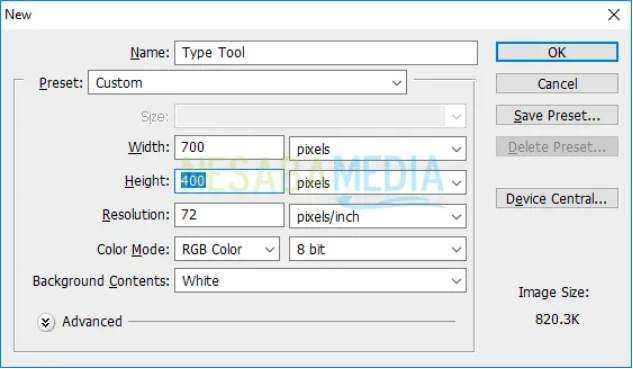 New
Name: Type Tool
OK
Preset: Custom
Cancel
Size:
Save Preset...
Width: 700 pixels
Delete Preset...
NESABAMEDIA
Height: 400 pixels
Device Central...
Resolution: 72 pixels/inch
Color Mode: RGB Color 8 bit
Background Contents: White
Image Size:
820.3K
Advanced